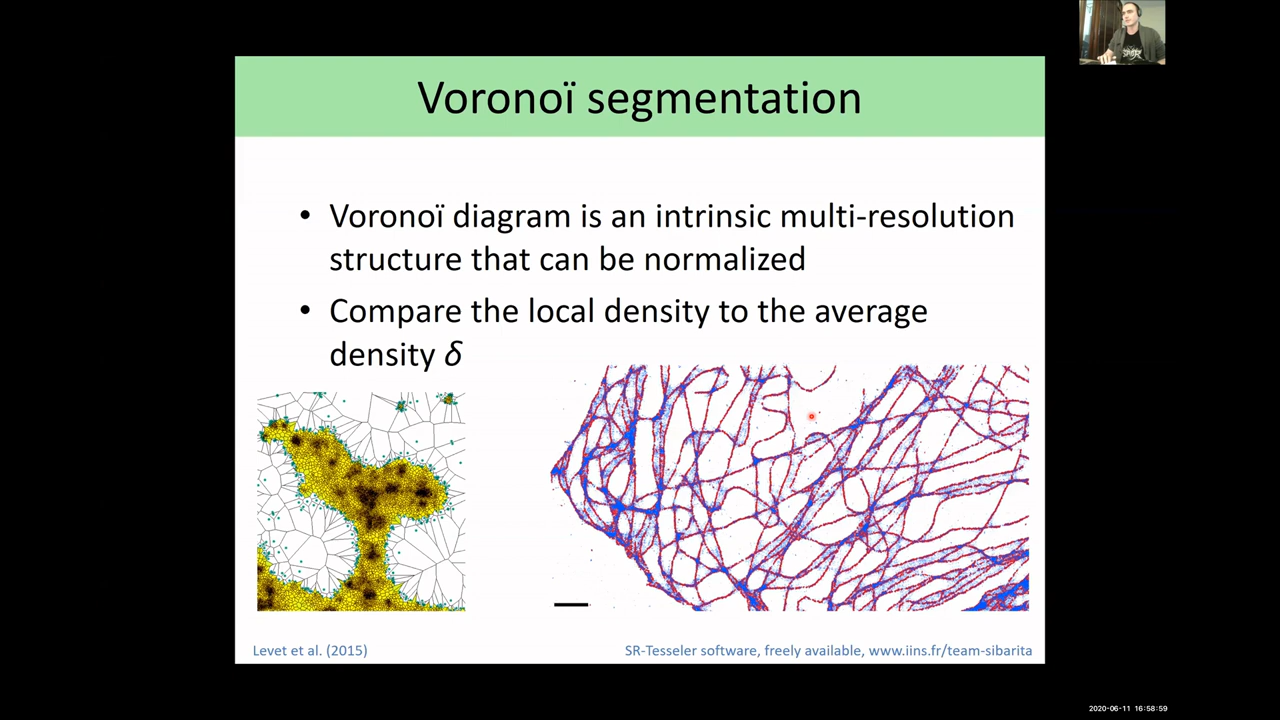 Voronoï segmentation
• Voronoï diagram is an intrinsic multi-resolution
structure that can be normalized
• Compare the local density to the average
density δ
Levet et al. (2015)
SR-Tesseler software, freely available, www.iins.fr/team-sibarita
2020-06-11 16:58:59